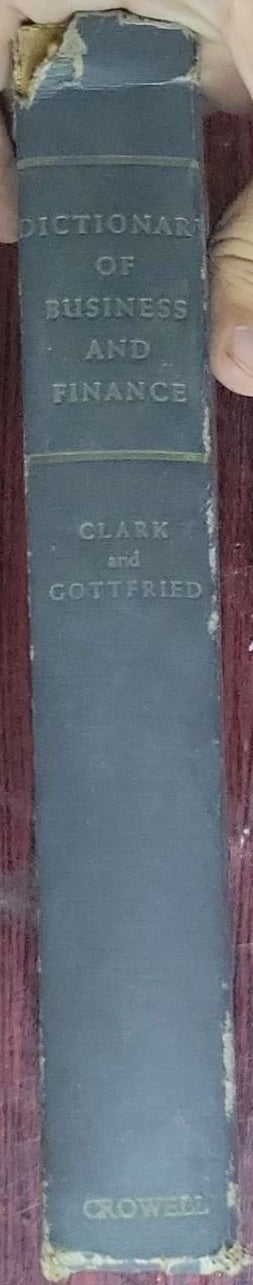 DICTIONARY
OF
BUSINESS
AND
FINANCE
CLARK
and
GOTTFRIED
CROWELL